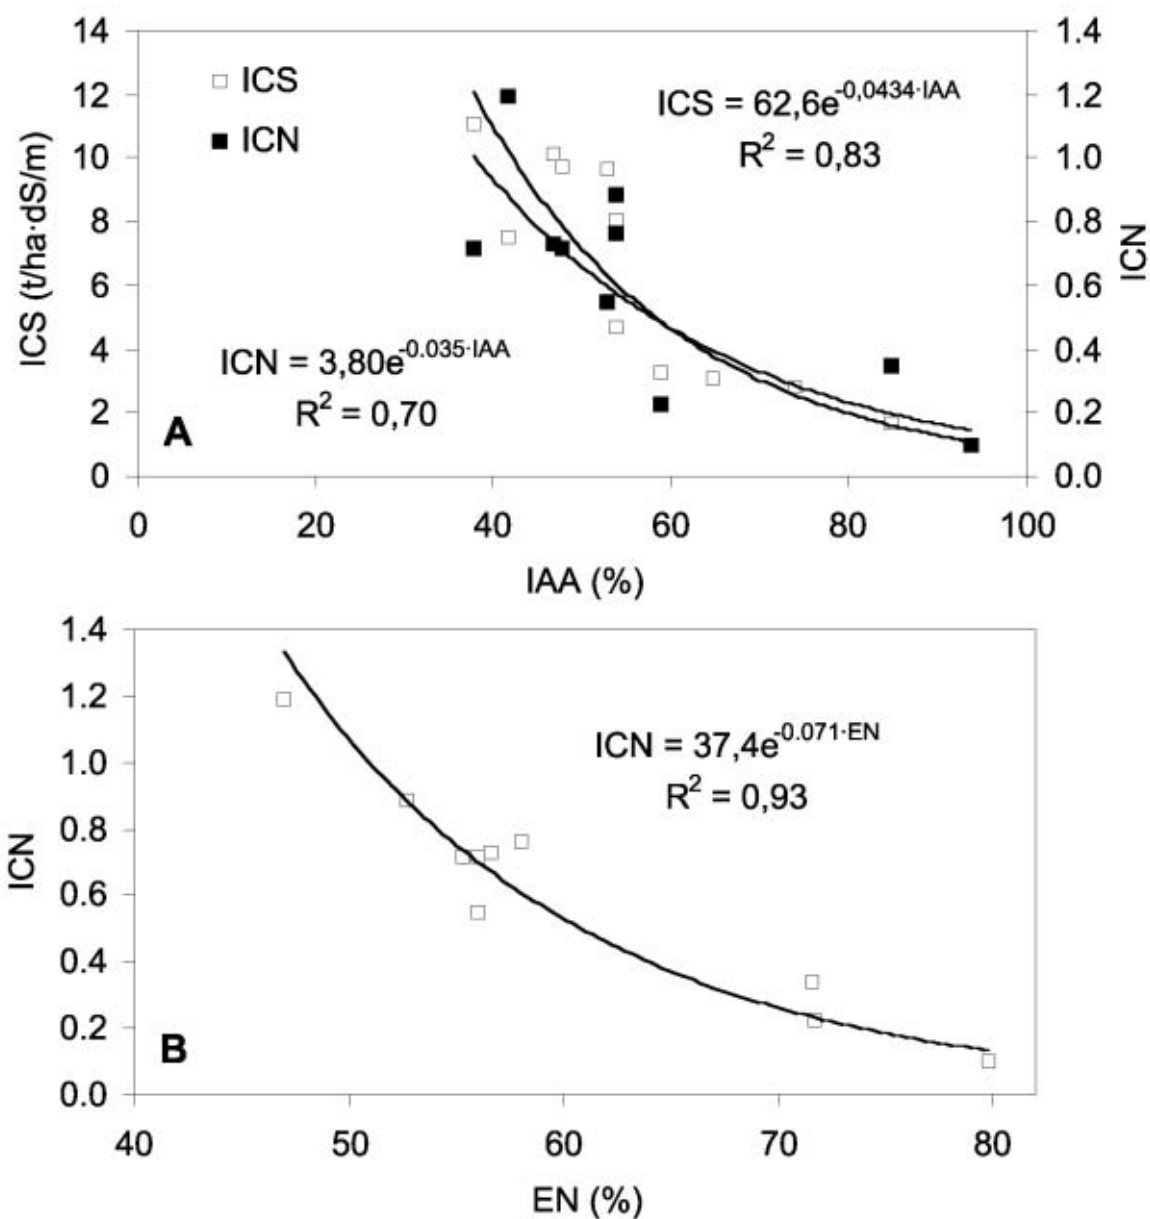 14
12
10
8
6
4
2
0
ICS (t/ha·dS/m)
ICS
ICN
ICS = 62,6e^-0,0434·IAA
R² = 0,83
ICN = 3,80e^-0.035·IAA
R² = 0,70
A
1.4
1.2
1.0
0.8
0.6
0.4
0.2
0.0
ICN
0 20 40 60 80 100
IAA (%)
1.4
1.2
1.0
0.8
0.6
0.4
0.2
0.0
ICN
ICN = 37,4e^-0.071·EN
R² = 0,93
B
40 50 60 70 80
EN (%)